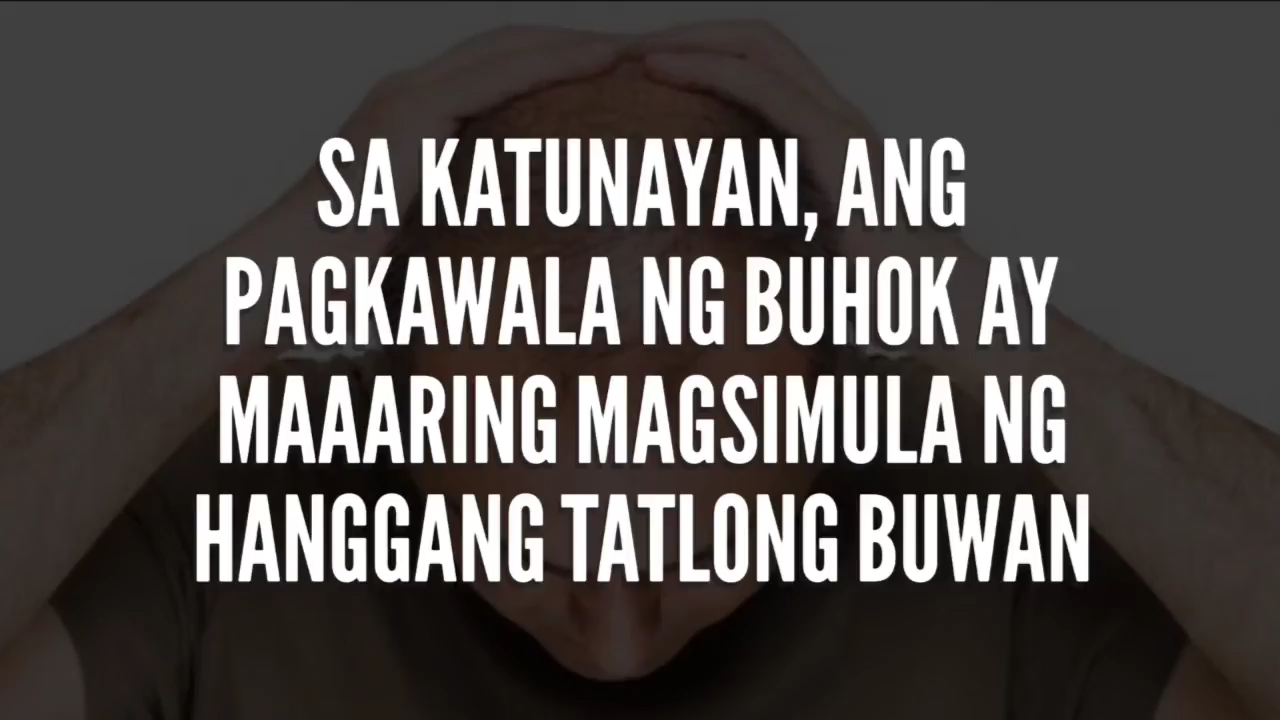 SA KATUNAYAN, ANG
PAGKAWALA NG BUHOK AY
MAAARING MAGSIMULA NG
HANGGANG TATLONG BUWAN